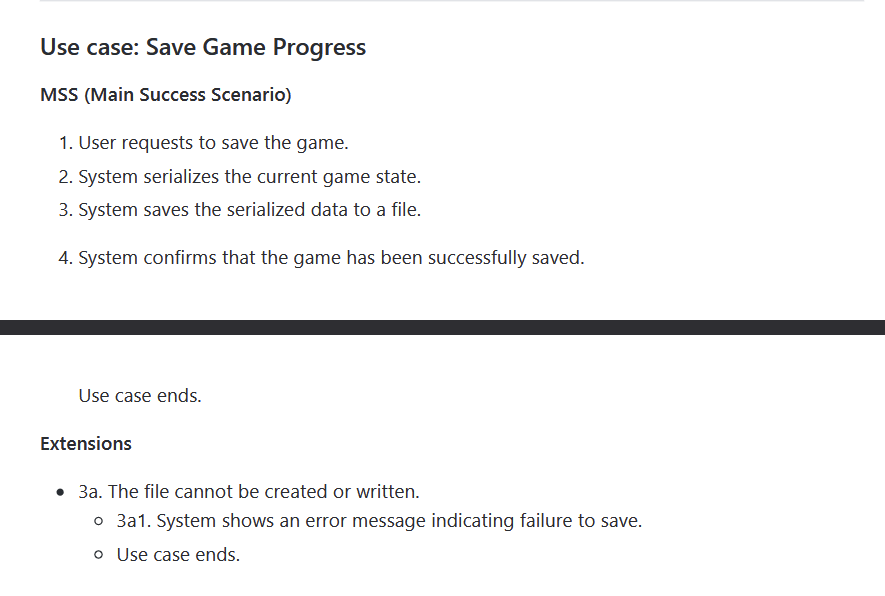 Use case: Save Game Progress
MSS (Main Success Scenario)
1. User requests to save the game.
2. System serializes the current game state.
3. System saves the serialized data to a file.
4. System confirms that the game has been successfully saved.
Use case ends.
Extensions
• 3a. The file cannot be created or written.
○ 3a1. System shows an error message indicating failure to save.
○ Use case ends.